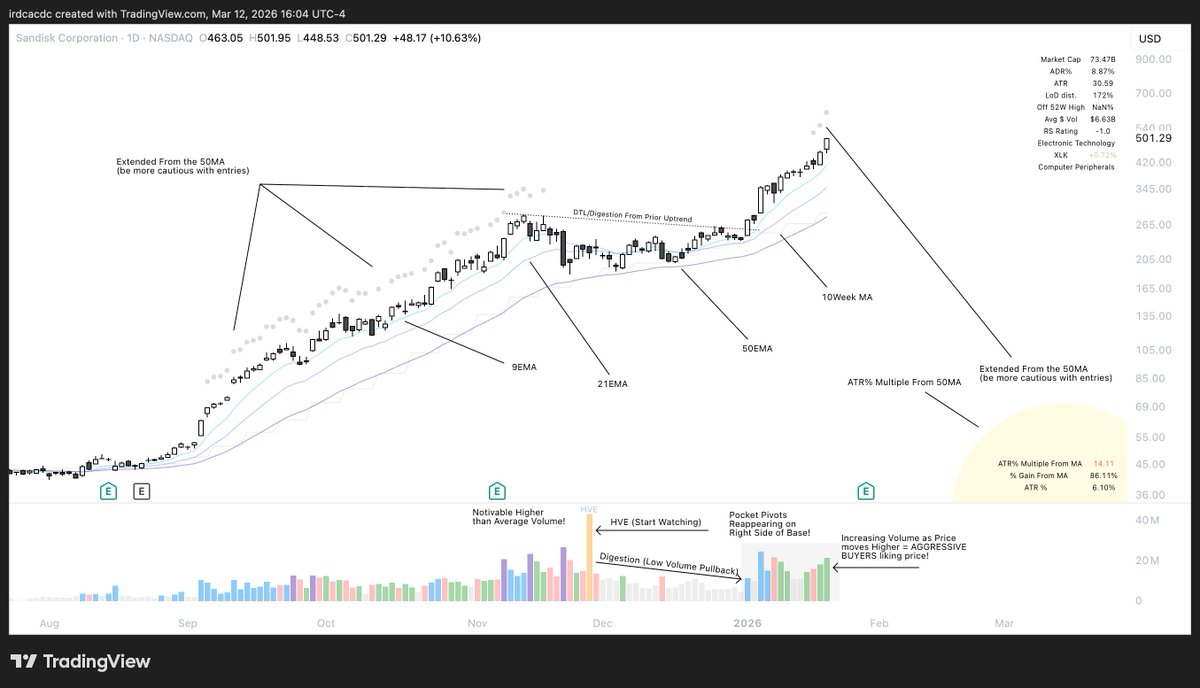 irdcacdc created with TradingView.com, Mar 12, 2026 16:04 UTC-4
Sandisk Corporation · 1D · NASDAQ O463.05 H501.95 L448.53 C501.29 +48.17 (+10.63%)
USD
900.00
700.00
540.00
501.29
420.00
345.00
265.00
205.00
165.00
135.00
105.00
85.00
69.00
55.00
45.00
36.00
Market Cap 73.47B
ADR% 8.87%
ATR 30.59
LoD dist. 172%
Off 52W High NaN%
Avg $ Vol $6.63B
RS Rating -1.0
Electronic Technology
XLK +0.72%
Computer Peripherals
Extended From the 50MA
(be more cautious with entries)
DTL/Digestion From Prior Uptrend
10Week MA
50EMA
9EMA
21EMA
Extended From the 50MA
(be more cautious with entries)
ATR% Multiple From 50MA
ATR% Multiple From MA 14.11
% Gain From MA 86.11%
ATR % 6.10%
E
E
E
E
Notivable Higher
than Average Volume!
HVE
HVE (Start Watching)
Digestion (Low Volume Pullback)
Pocket Pivots
Reappearing on
Right Side of Base!
Increasing Volume as Price
moves Higher = AGGRESSIVE
BUYERS liking price!
40 M
20 M
0
Aug Sep Oct Nov Dec 2026 Feb Mar
TradingView